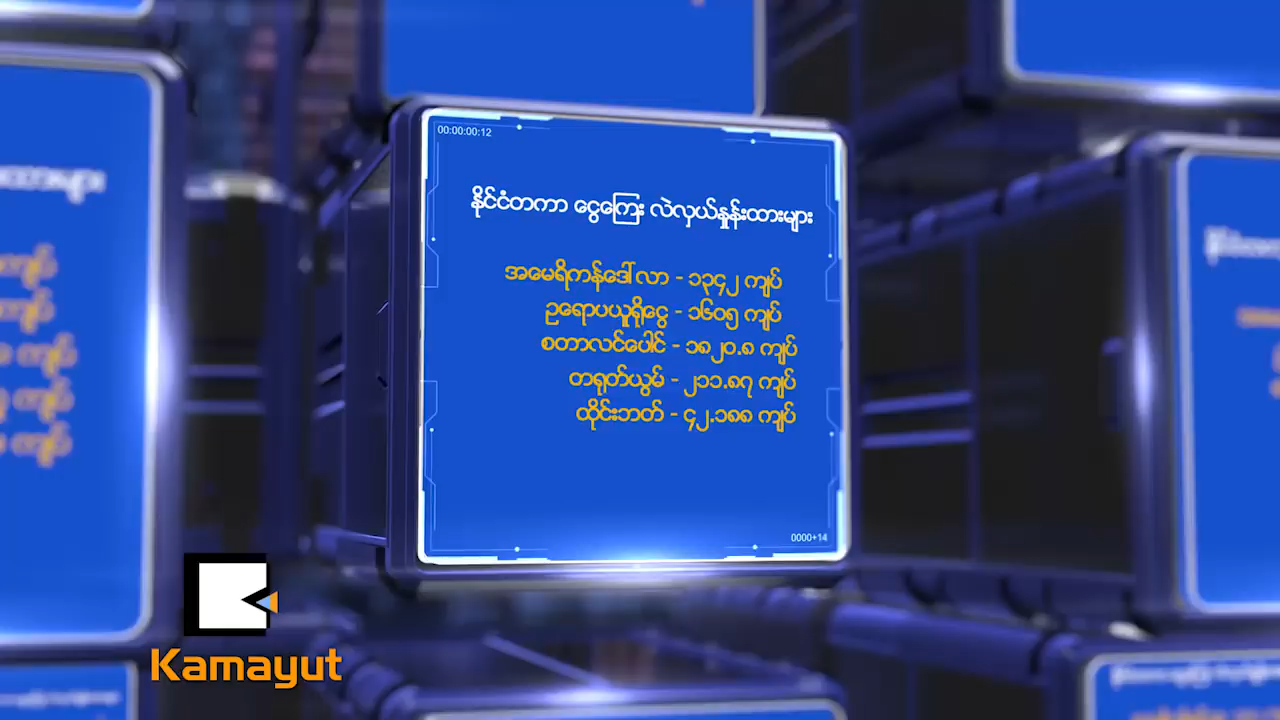 00:00:00:12
နိုင်ငံတကာ ငွေကြေး လဲလှယ်နှုန်းထားများ
အမေရိကန်ဒေါ်လာ - ၁၃၄၂ ကျပ်
ဥရောပယူရိုငွေ - ၁၆၀၅ ကျပ်
စတာလင်ပေါင် - ၁၈၂၀.၈ ကျပ်
တရုတ်ယွမ် - ၂၁၁.၈၇ ကျပ်
ထိုင်းဘတ် - ၄၂.၁၈၈ ကျပ်
0000+14
Kamayut